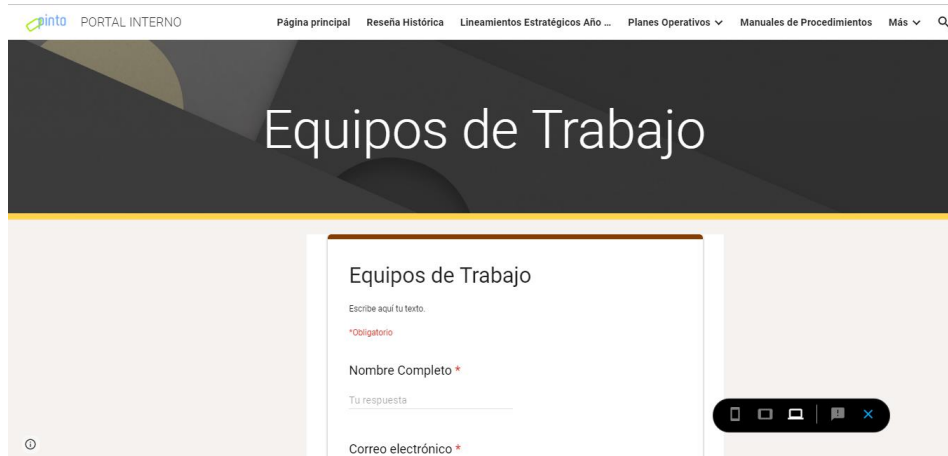 pinto PORTAL INTERNO Página principal Reseña Histórica Lineamientos Estratégicos Año ... Planes Operativos Manuales de Procedimientos Más
Equipos de Trabajo
Equipos de Trabajo
Escribe aquí tu texto.
*Obligatorio
Nombre Completo *
Tu respuesta
Correo electrónico *